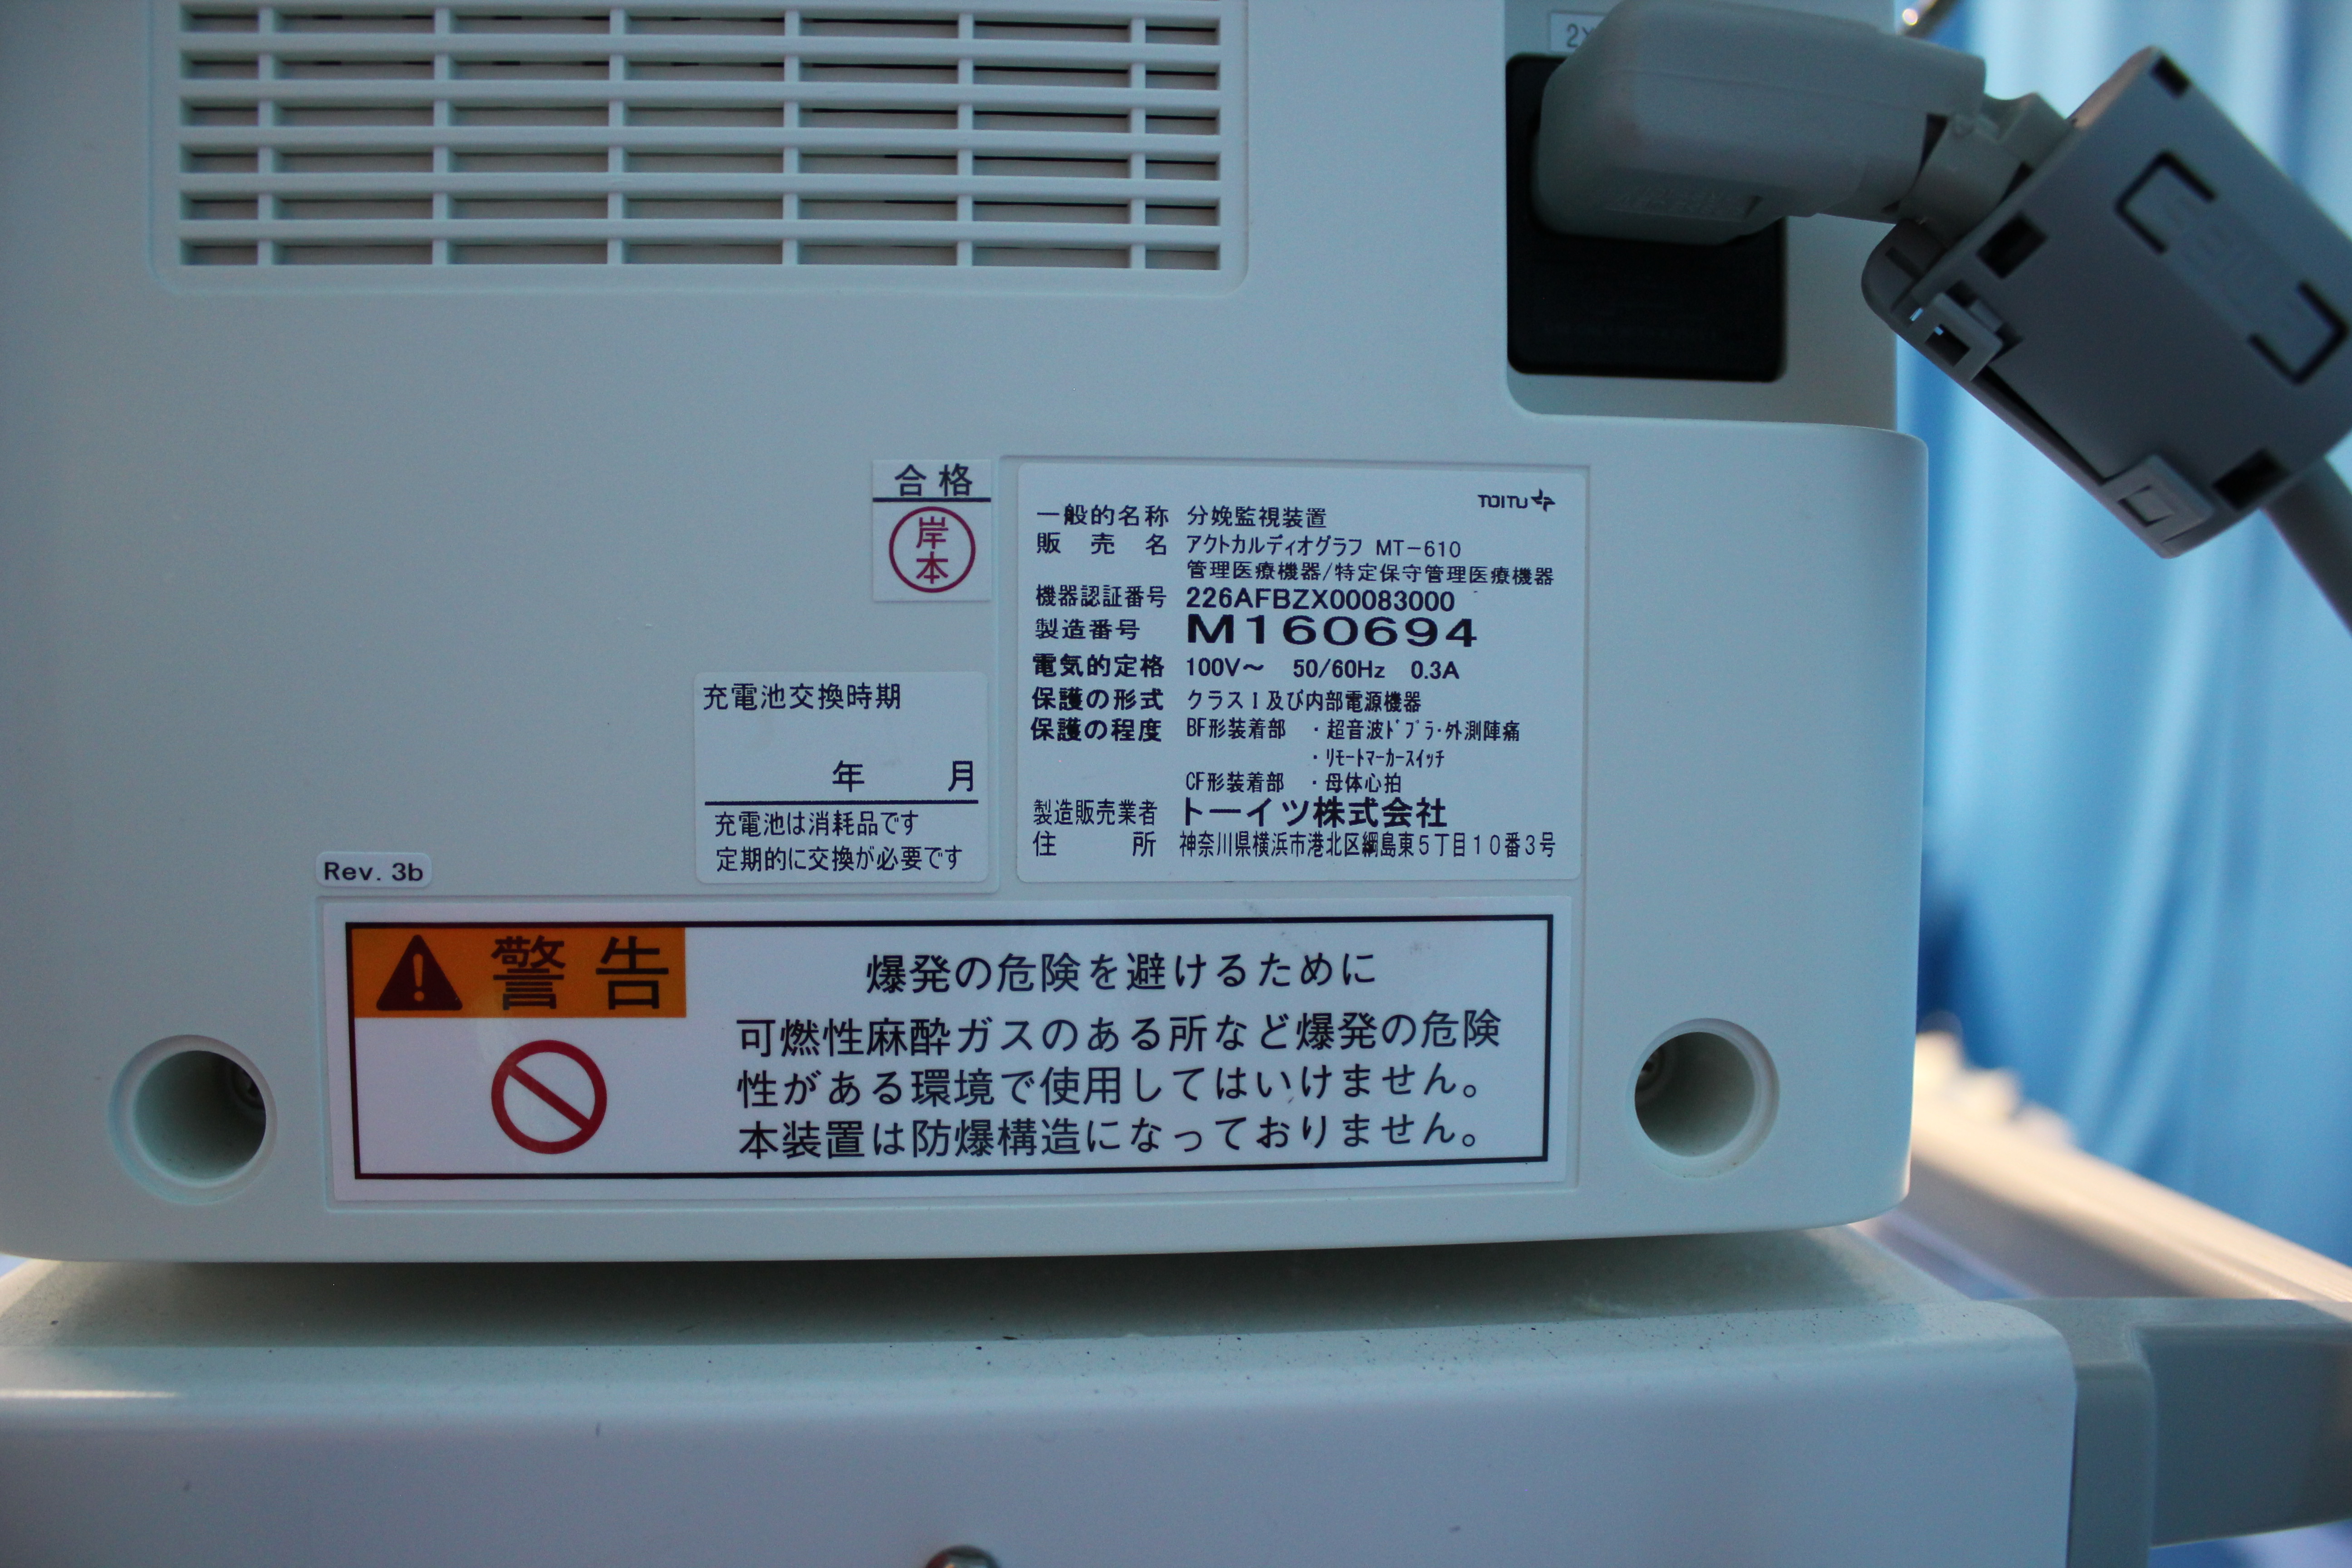 合格
岸
本
TOITU
一般的名称 分娩監視装置
販売名 アクトカルディオグラフ MT-610
管理医療機器/特定保守管理医療機器
機器認証番号 226AFBZX00083000
製造番号 M160694
電気的定格 100V～ 50/60Hz 0.3A
保護の形式 クラスⅠ及び内部電源機器
保護の程度 BF形装着部 ・超音波ﾄﾞﾌﾟﾗ・外測陣痛
・ﾘﾓｰﾄﾏｰｶｰｽｲｯﾁ
CF形装着部 ・母体心拍
製造販売業者 トーイツ株式会社
住所 神奈川県横浜市港北区綱島東５丁目１０番３号
充電池交換時期
年 月
充電池は消耗品です
定期的に交換が必要です
Rev. 3b
警告
爆発の危険を避けるために
可燃性麻酔ガスのある所など爆発の危険
性がある環境で使用してはいけません。
本装置は防爆構造になっておりません。